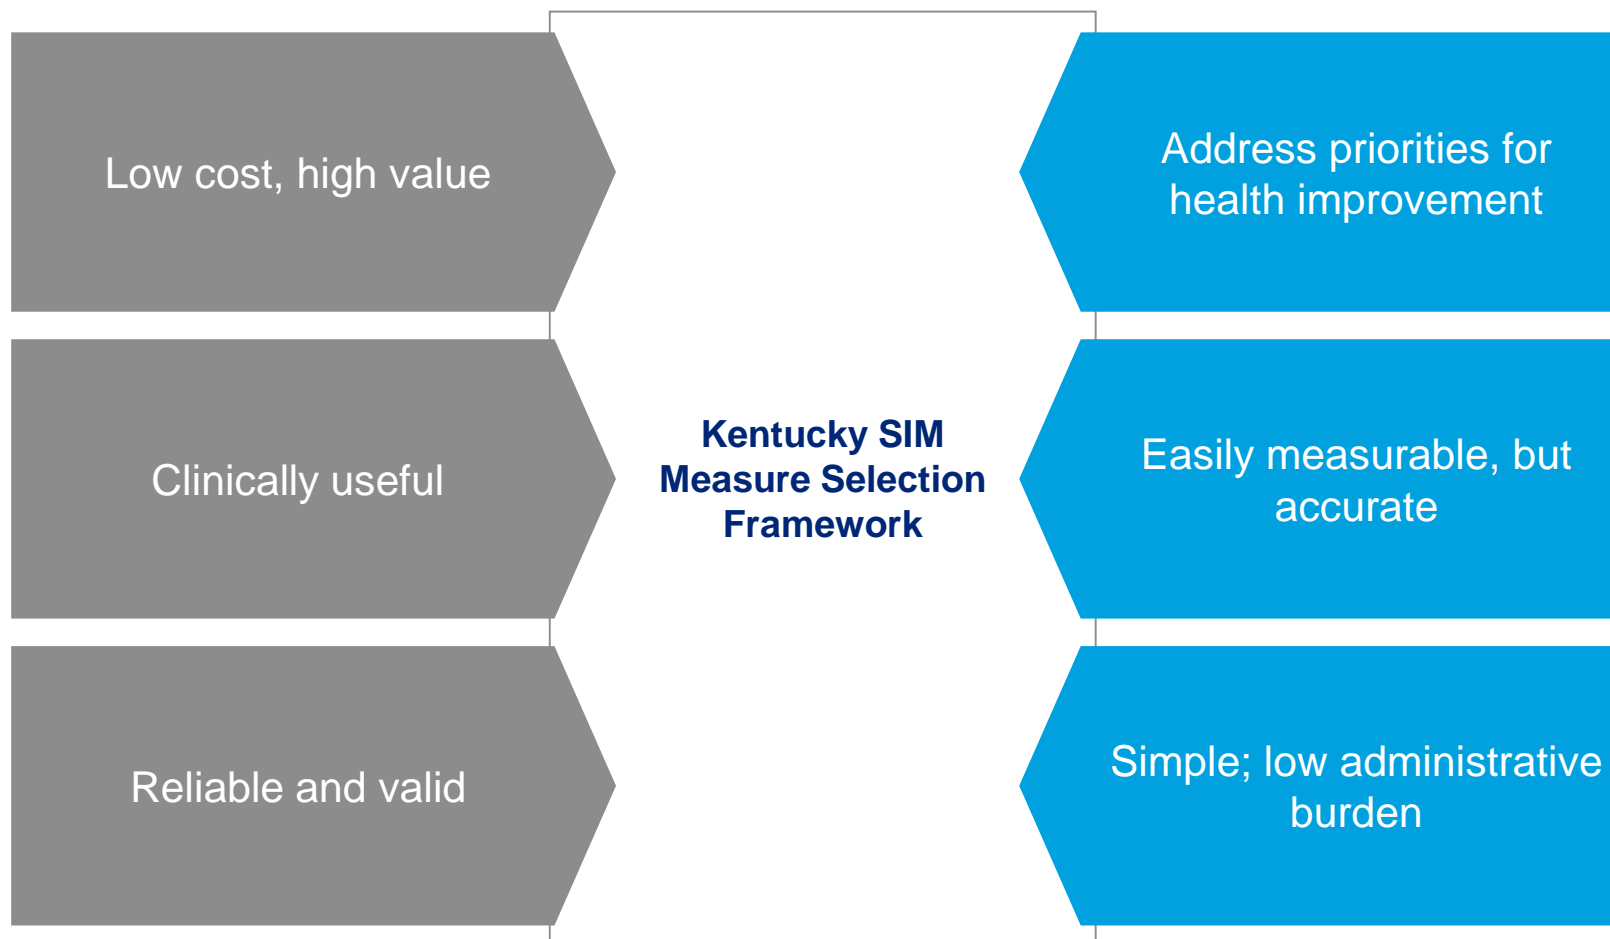 Low cost, high value
Clinically useful
Reliable and valid
Kentucky SIM
Measure Selection
Framework
Address priorities for
health improvement
Easily measurable, but
accurate
Simple; low administrative
burden